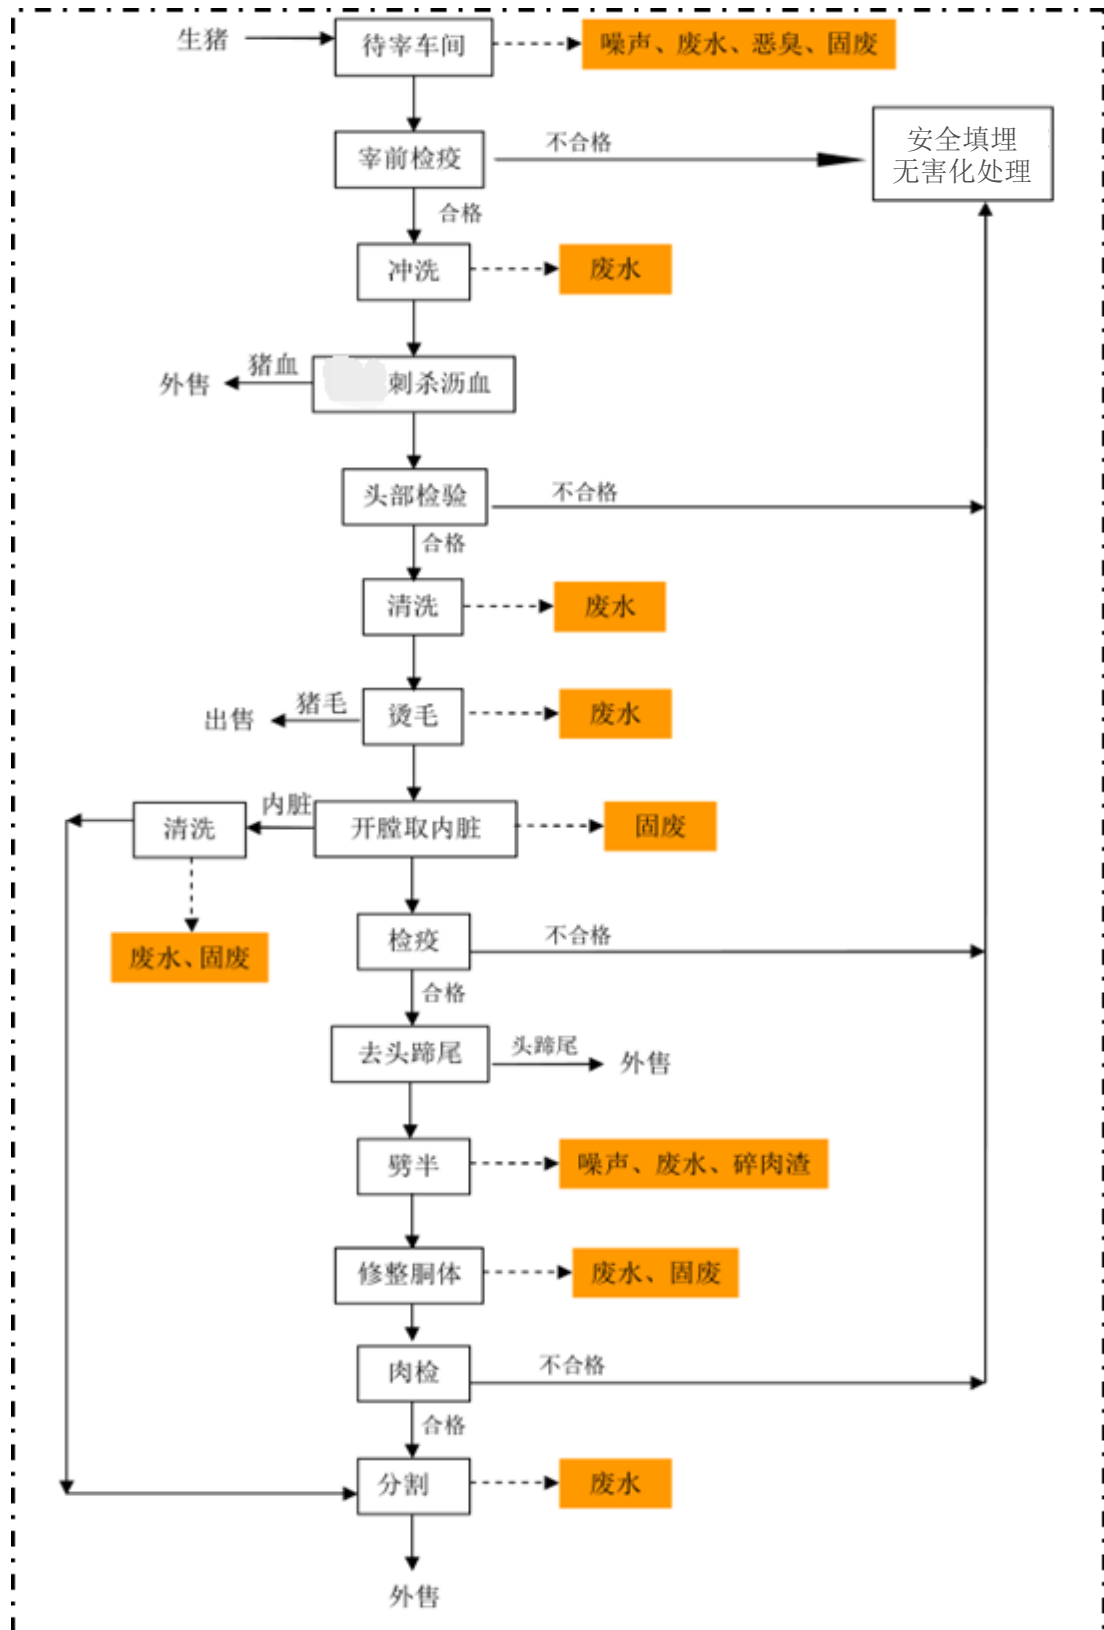 生猪
待宰车间
噪声、废水、恶臭、固废
宰前检疫
不合格
安全填埋
无害化处理
合格
冲洗
废水
外售
猪血
刺杀沥血
头部检验
不合格
合格
清洗
废水
出售
猪毛
烫毛
废水
清洗
内脏
开膛取内脏
固废
废水、固废
检疫
不合格
合格
去头蹄尾
头蹄尾
外售
劈半
噪声、废水、碎肉渣
修整胴体
废水、固废
肉检
不合格
合格
分割
废水
外售